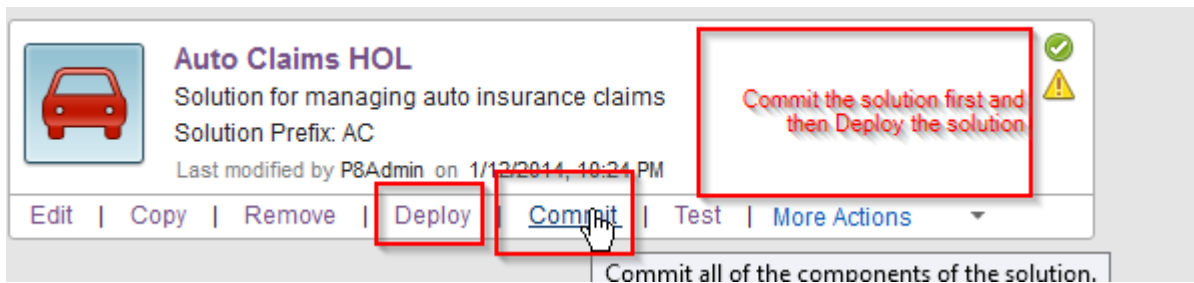 Auto Claims HOL
Solution for managing auto insurance claims
Solution Prefix: AC
Last modified by P8Admin on 1/12/2014, 10:24 PM
Commit the solution first and
then Deploy the solution
Edit | Copy | Remove | Deploy | Commit | Test | More Actions
Commit all of the components of the solution.